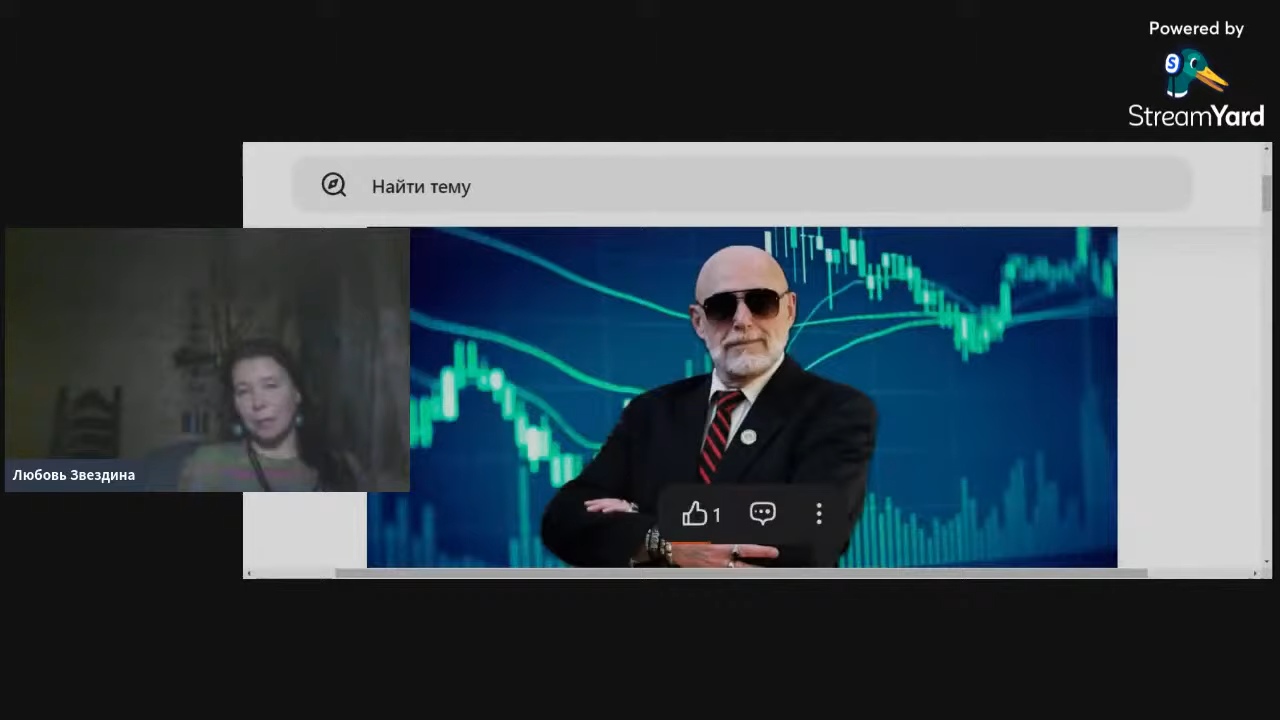 Powered by
S
StreamYard
Найти тему
Любовь Звездина
1